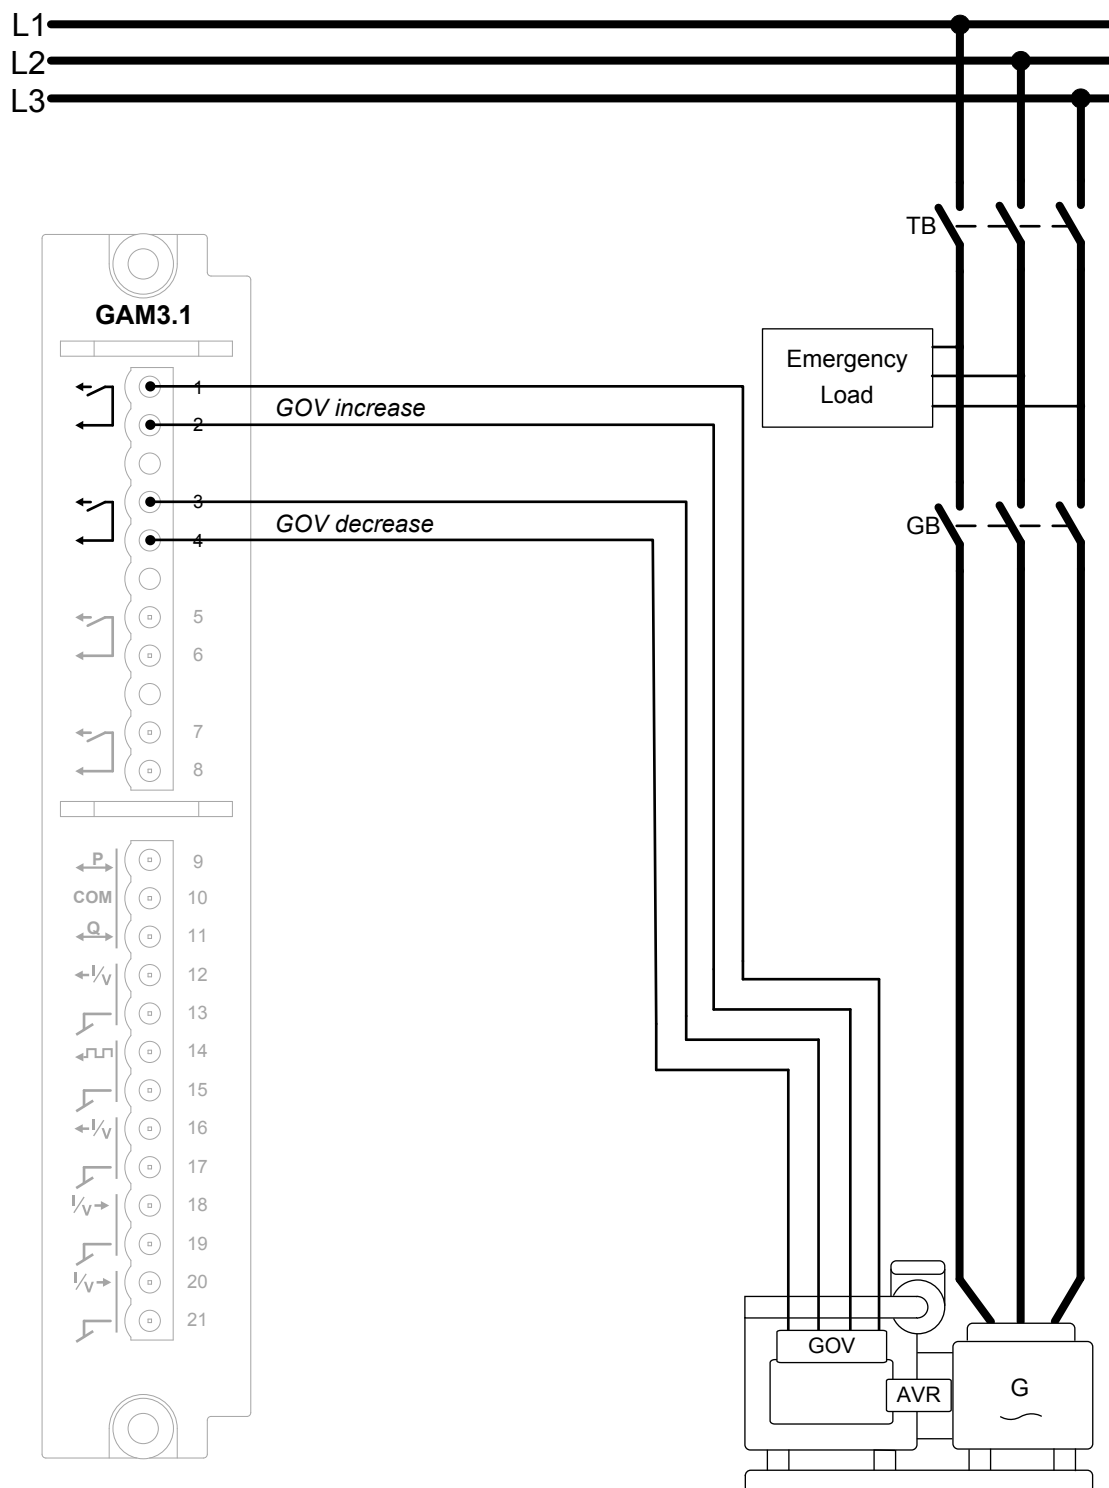 L1
L2
L3
TB
GAM3.1
Emergency
Load
1
GOV increase
2
3
GOV decrease
4
GB
5
6
7
8
P 9
COM 10
Q 11
I/V 12
13
14
15
I/V 16
17
I/V 18
19
I/V 20
21
GOV
AVR
G